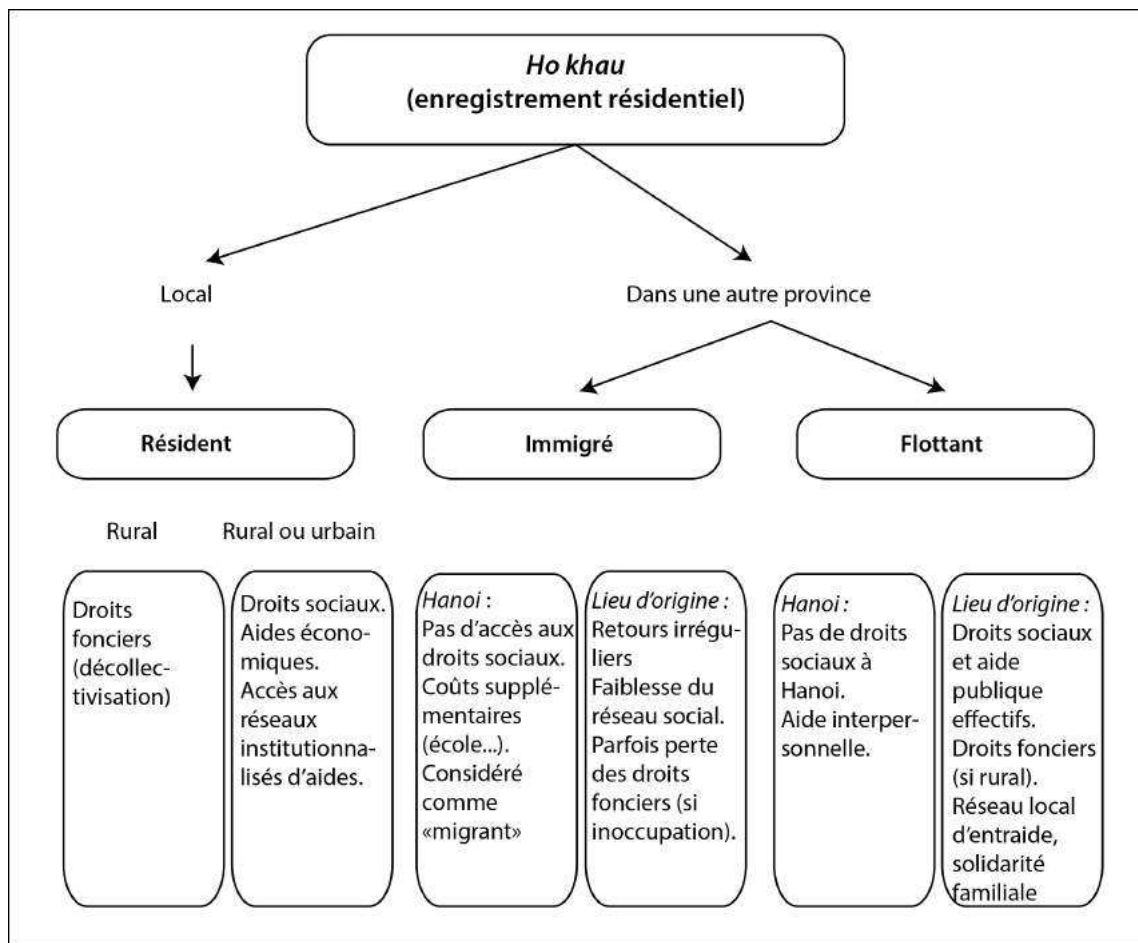 Ho khau
(enregistrement résidentiel)
Local
Dans une autre province
Résident
Immigré
Flottant
Rural
Rural ou urbain
Droits
fonciers
(décollec-
tivisation)
Droits sociaux.
Aides écono-
miques.
Accès aux
réseaux
institutionna-
lisés d’aides.
Hanoi :
Pas d’accès aux
droits sociaux.
Coûts supplé-
mentaires
(école...).
Considéré
comme
«migrant»
Lieu d’origine :
Retours irrégu-
liers
Faiblesse du
réseau social.
Parfois perte
des droits
fonciers (si
inoccupation).
Hanoi :
Pas de droits
sociaux à
Hanoi.
Aide interper-
sonnelle.
Lieu d’origine :
Droits sociaux
et aide
publique
effectifs.
Droits fonciers
(si rural).
Réseau local
d’entraide,
solidarité
familiale